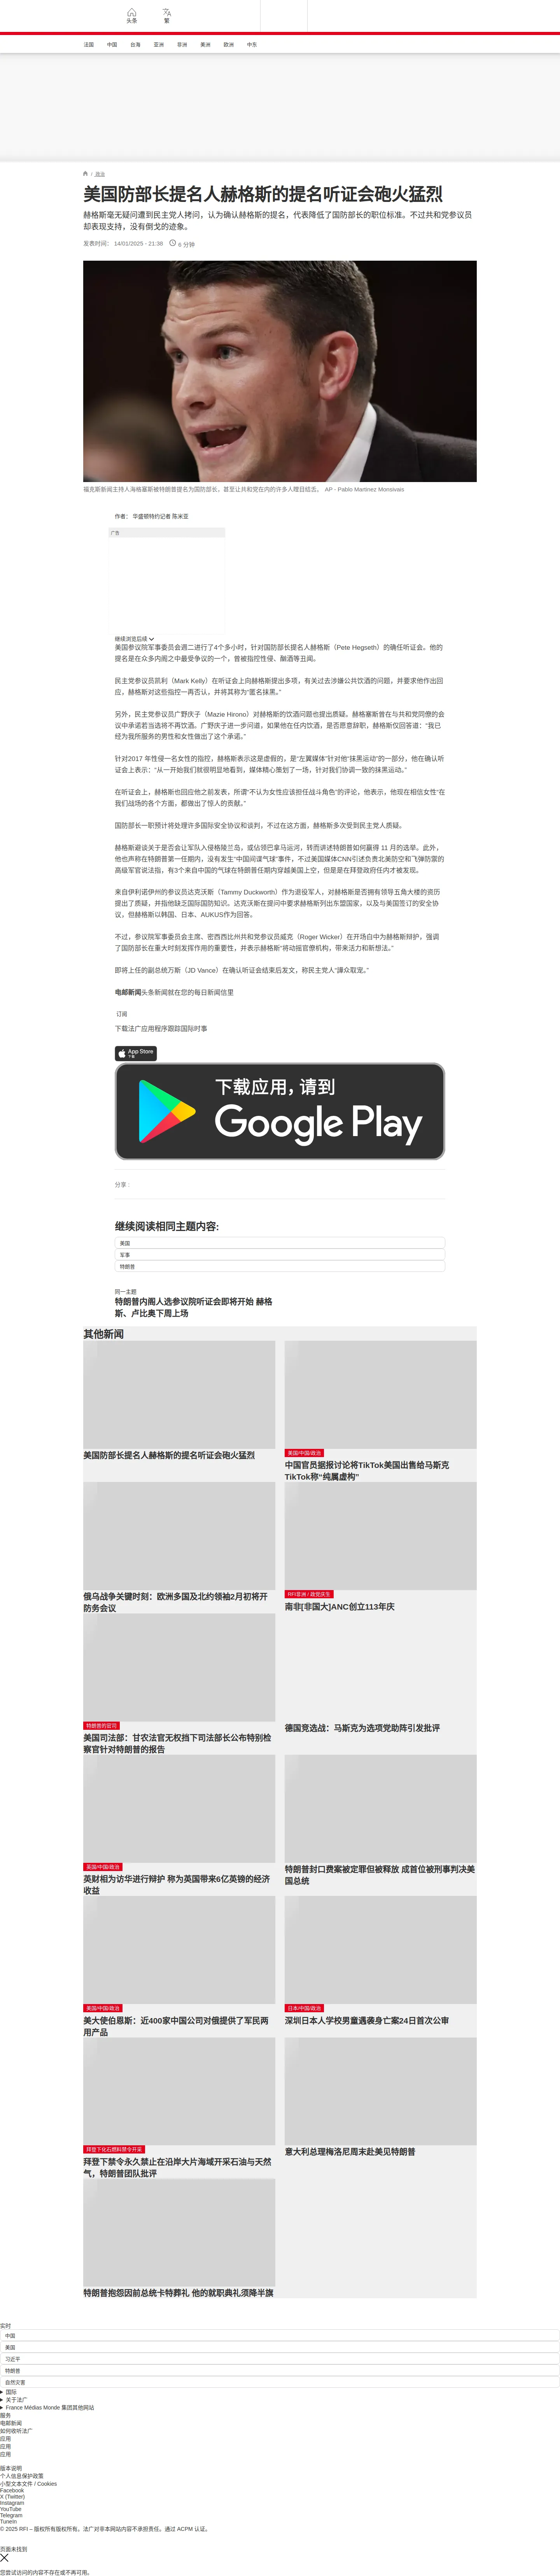 头条
繁
法国
中国
台海
亚洲
非洲
美洲
欧洲
中东
/ 政治
美国防部长提名人赫格斯的提名听证会砲火猛烈
赫格斯毫无疑问遭到民主党人拷问，认为确认赫格斯的提名，代表降低了国防部长的职位标准。不过共和党参议员
却表现支持，没有倒戈的迹象。
发表时间： 14/01/2025 - 21:38
6 分钟
福克斯新闻主持人海格塞斯被特朗普提名为国防部长，甚至让共和党在内的许多人瞠目结舌。 AP - Pablo Martinez Monsivais
作者： 华盛顿特约记者 陈米亚
广告
继续浏览后续
美国参议院军事委员会週二进行了4个多小时，针对国防部长提名人赫格斯（Pete Hegseth）的确任听证会。他的
提名是在众多内阁之中最受争议的一个，曾被指控性侵、酗酒等丑闻。
民主党参议员凯利（Mark Kelly）在听证会上向赫格斯提出多项，有关过去涉嫌公共饮酒的问题，并要求他作出回
应，赫格斯对这些指控一再否认，并将其称为“匿名抹黑。”
另外，民主党参议员广野庆子（Mazie Hirono）对赫格斯的饮酒问题也提出质疑。赫格塞斯曾在与共和党同僚的会
议中承诺若当选将不再饮酒。广野庆子进一步问道，如果他在任内饮酒，是否愿意辞职，赫格斯仅回答道：“我已
经为我所服务的男性和女性做出了这个承诺。”
针对2017 年性侵一名女性的指控，赫格斯表示这是虚假的，是“左翼媒体”针对他“抹黑运动”的一部分，他在确认听
证会上表示：“从一开始我们就很明显地看到，媒体精心策划了一场，针对我们协调一致的抹黑运动。”
在听证会上，赫格斯也回应他之前发表，所谓“不认为女性应该担任战斗角色”的评论，他表示，他现在相信女性“在
我们战场的各个方面，都做出了惊人的贡献。”
国防部长一职预计将处理许多国际安全协议和谈判，不过在这方面，赫格斯多次受到民主党人质疑。
赫格斯避谈关于是否会让军队入侵格陵兰岛，或佔领巴拿马运河，转而讲述特朗普如何赢得 11 月的选举。此外，
他也声称在特朗普第一任期内，没有发生“中国间谍气球”事件，不过美国媒体CNN引述负责北美防空和飞弹防禦的
高级军官说法指，有3个来自中国的气球在特朗普任期内穿越美国上空，但是是在拜登政府任内才被发现。
来自伊利诺伊州的参议员达克沃斯（Tammy Duckworth）作为退役军人，对赫格斯是否拥有领导五角大楼的资历
提出了质疑，并指他缺乏国际国防知识。达克沃斯在提问中要求赫格斯列出东盟国家，以及与美国签订的安全协
议，但赫格斯以韩国、日本、AUKUS作为回答。
不过，参议院军事委员会主席、密西西比州共和党参议员威克（Roger Wicker）在开场白中为赫格斯辩护，强调
了国防部长在重大时刻发挥作用的重要性，并表示赫格斯“将动摇官僚机构，带来活力和新想法。”
即将上任的副总统万斯（JD Vance）在确认听证会结束后发文，称民主党人“譁众取宠。”
电邮新闻头条新闻就在您的每日新闻信里
订阅
下载法广应用程序跟踪国际时事
App Store
下载
下载应用，请到
Google Play
分享 :
继续阅读相同主题内容:
美国
军事
特朗普
同一主题
特朗普内阁人选参议院听证会即将开始 赫格
斯、卢比奥下周上场
其他新闻
美国防部长提名人赫格斯的提名听证会砲火猛烈
美国/中国/政治
中国官员据报讨论将TikTok美国出售给马斯克
TikTok称“纯属虚构”
俄乌战争关键时刻：欧洲多国及北约领袖2月初将开
防务会议
RFI非洲 / 政党庆生
南非[非国大]ANC创立113年庆
特朗普的官司
美国司法部：甘农法官无权挡下司法部长公布特别检
察官针对特朗普的报告
德国竞选战：马斯克为选项党助阵引发批评
英国/中国/政治
英财相为访华进行辩护 称为英国带来6亿英镑的经济
收益
特朗普封口费案被定罪但被释放 成首位被刑事判决美
国总统
美国/中国/政治
美大使伯恩斯：近400家中国公司对俄提供了军民两
用产品
日本/中国/政治
深圳日本人学校男童遇袭身亡案24日首次公审
拜登下化石燃料禁令开采
拜登下禁令永久禁止在沿岸大片海域开采石油与天然
气，特朗普团队批评
意大利总理梅洛尼周末赴美见特朗普
特朗普抱怨因前总统卡特葬礼 他的就职典礼须降半旗
实时
中国
美国
习近平
特朗普
自然灾害
国际
关于法广
France Médias Monde 集团其他网站
服务
电邮新闻
如何收听法广
应用
应用
应用
版本说明
个人信息保护政策
小型文本文件 / Cookies
Facebook
X (Twitter)
Instagram
YouTube
Telegram
TuneIn
© 2025 RFI – 版权所有版权所有。法广对非本网站内容不承担责任。通过 ACPM 认证。
页面未找到
您尝试访问的内容不存在或不再可用。